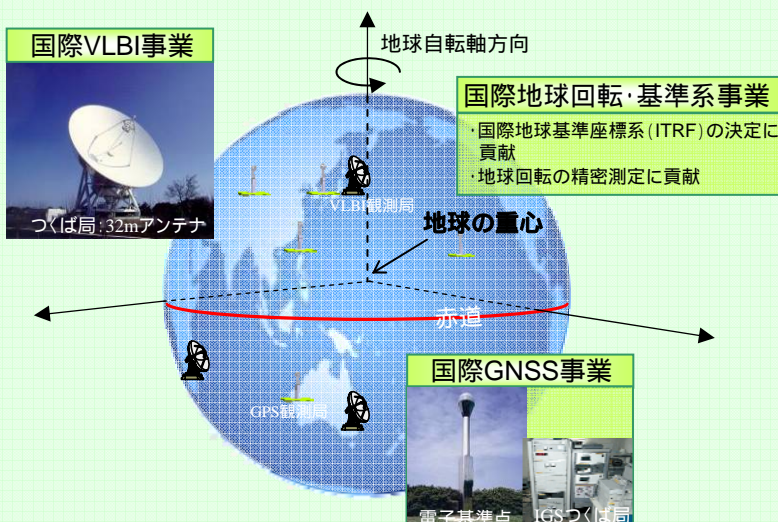 国際VLBI事業
つくば局:32mアンテナ
地球自転軸方向
国際地球回転･基準系事業
･国際地球基準座標系(ITRF)の決定に
貢献
･地球回転の精密測定に貢献
VLBI観測局
地球の重心
赤道
GPS観測局
国際GNSS事業
電子基準点
IGSつくば局